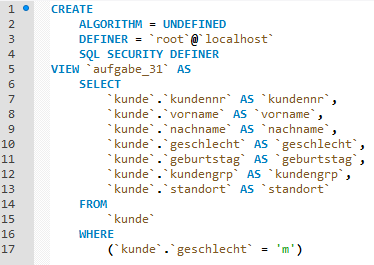 1 CREATE
2 ALGORITHM = UNDEFINED
3 DEFINER = `root`@`localhost`
4 SQL SECURITY DEFINER
5 VIEW `aufgabe_31` AS
6 SELECT
7 `kunde`.`kundennr` AS `kundennr`,
8 `kunde`.`vorname` AS `vorname`,
9 `kunde`.`nachname` AS `nachname`,
10 `kunde`.`geschlecht` AS `geschlecht`,
11 `kunde`.`geburtstag` AS `geburtstag`,
12 `kunde`.`kundengrp` AS `kundengrp`,
13 `kunde`.`standort` AS `standort`
14 FROM
15 `kunde`
16 WHERE
17 (`kunde`.`geschlecht` = 'm')